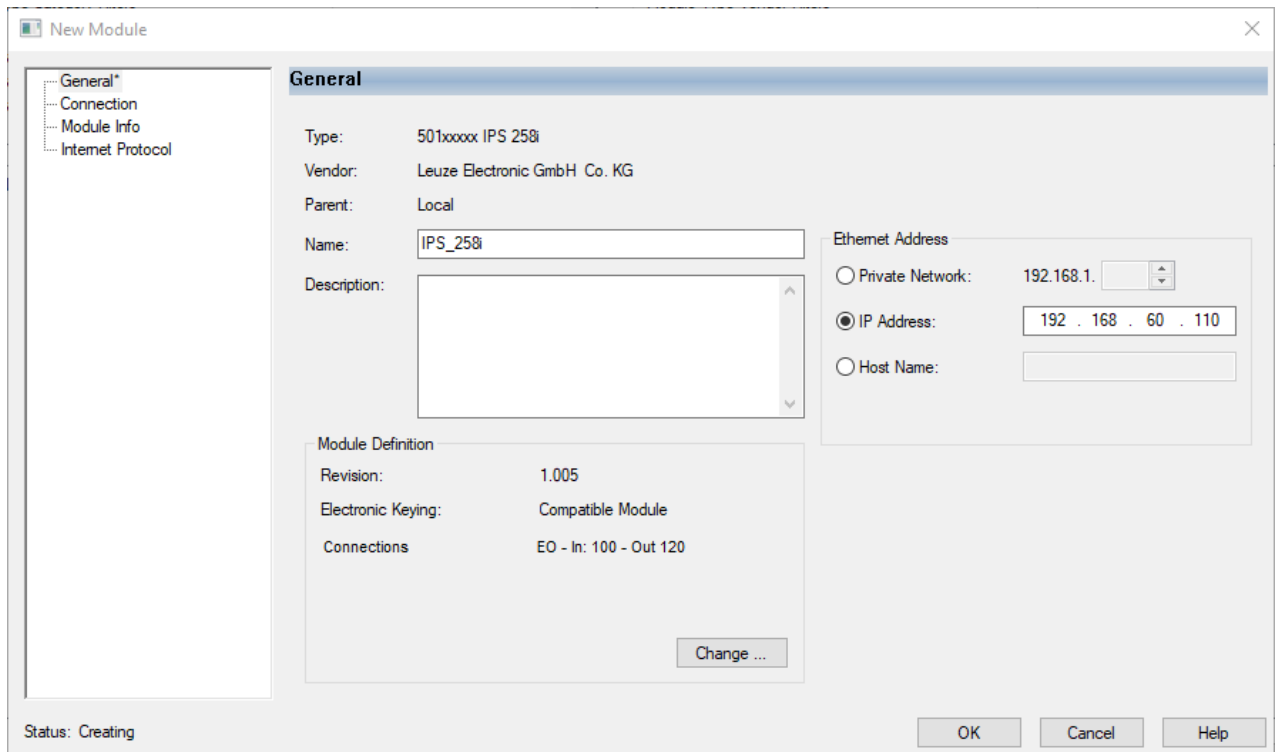 New Module
General*
Connection
Module Info
Internet Protocol
General
Type: 501xxxxx IPS 258i
Vendor: Leuze Electronic GmbH Co. KG
Parent: Local
Name: IPS_258i
Description:
Ethernet Address
Private Network: 192.168.1.
IP Address: 192 . 168 . 60 . 110
Host Name:
Module Definition
Revision: 1.005
Electronic Keying: Compatible Module
Connections EO - In: 100 - Out 120
Change ...
Status: Creating
OK Cancel Help